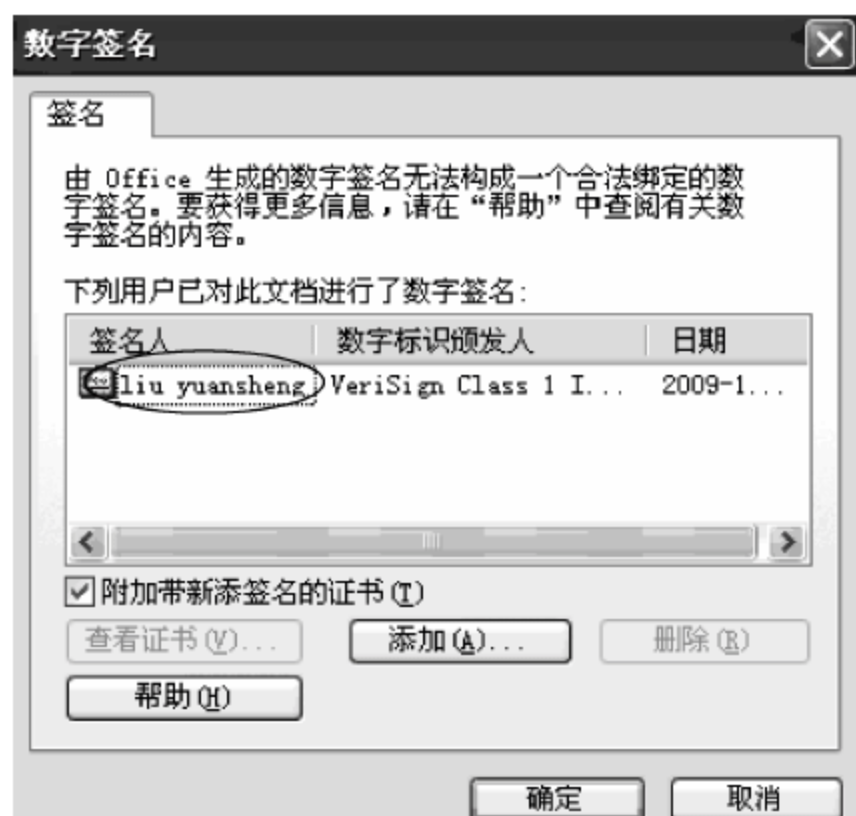 数字签名
签名
由 Office 生成的数字签名无法构成一个合法绑定的数
字签名。要获得更多信息，请在“帮助”中查阅有关数
字签名的内容。
下列用户已对此文档进行了数字签名：
签名人 数字标识颁发人 日期
liu yuansheng VeriSign Class 1 I... 2009-1...
附加带新添签名的证书(T)
查看证书(V)... 添加(A)... 删除(R)
帮助(H)
确定 取消